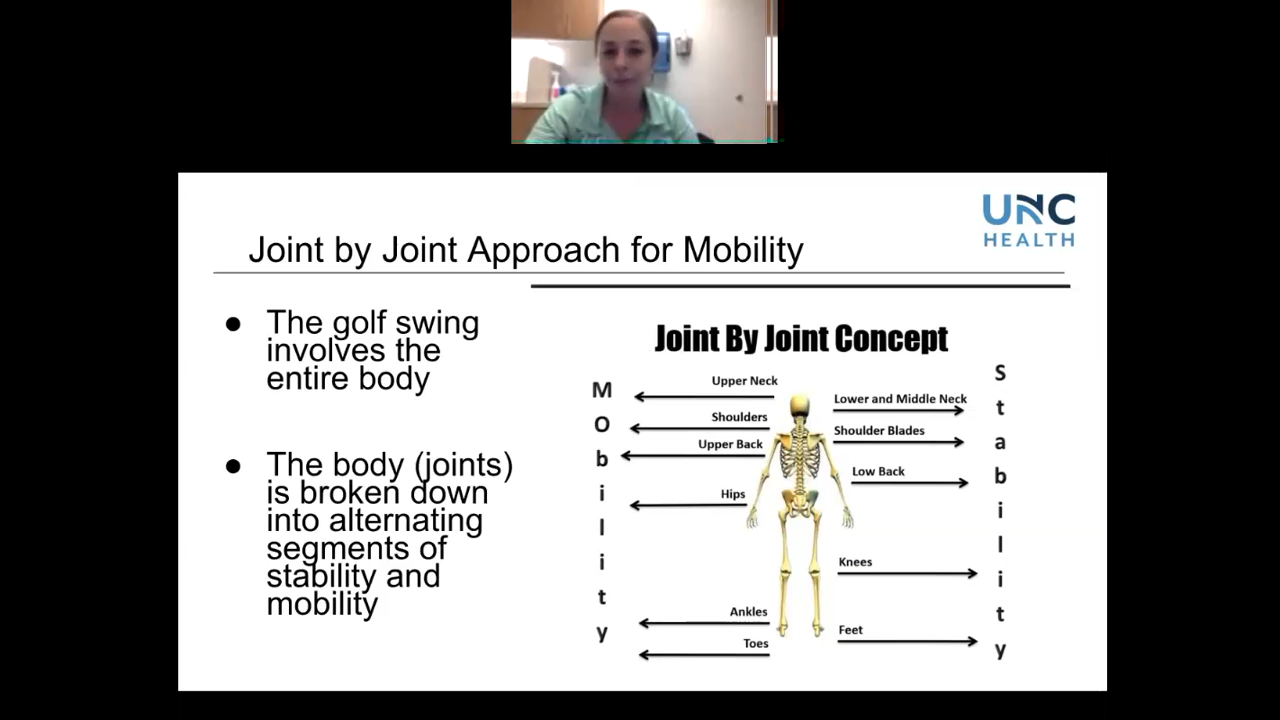 UNC
HEALTH
Joint by Joint Approach for Mobility
● The golf swing
involves the
entire body
● The body (joints)
is broken down
into alternating
segments of
stability and
mobility
Joint By Joint Concept
M
O
b
i
l
i
t
y
Upper Neck
Shoulders
Upper Back
Hips
Ankles
Toes
Lower and Middle Neck
Shoulder Blades
Low Back
Knees
Feet
S
t
a
b
i
l
i
t
y